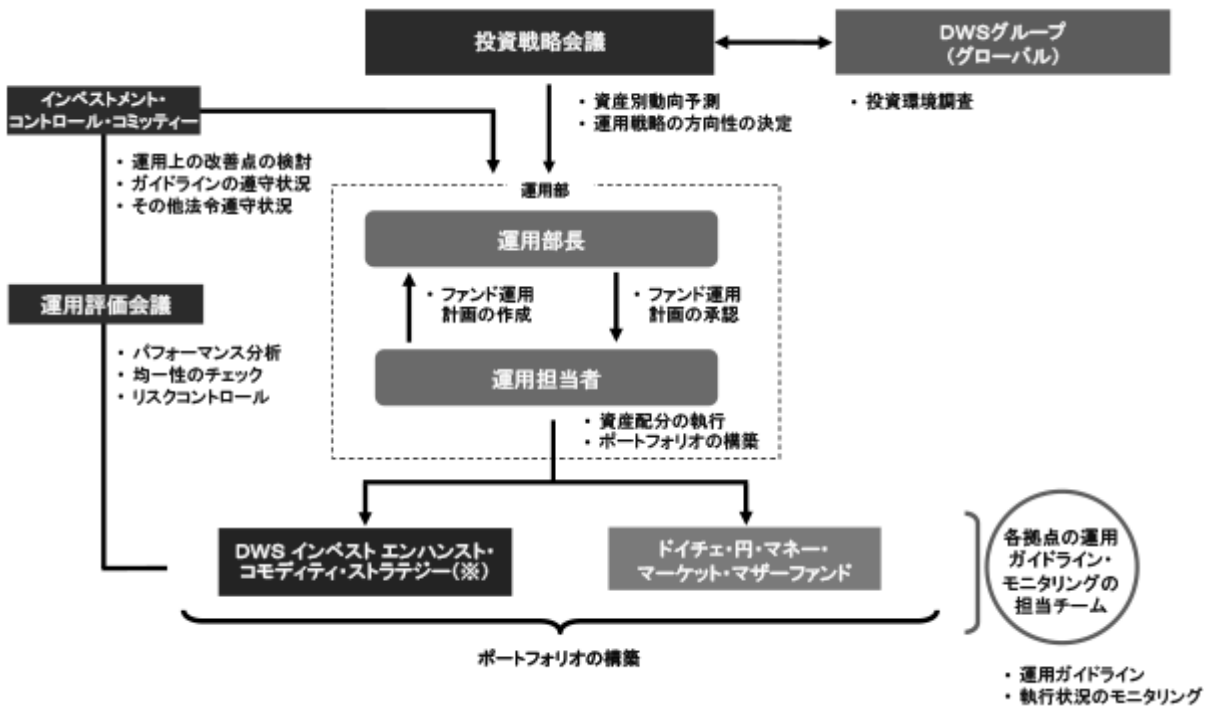 投資戦略会議
DWSグループ
(グローバル)
・ 資産別動向予測
・ 運用戦略の方向性の決定
・ 投資環境調査
インベストメント・
コントロール・コミッティー
・ 運用上の改善点の検討
・ ガイドラインの遵守状況
・ その他法令遵守状況
運用部
運用部長
・ ファンド運用
計画の作成
・ ファンド運用
計画の承認
運用評価会議
・ パフォーマンス分析
・ 均一性のチェック
・ リスクコントロール
運用担当者
・ 資産配分の執行
・ ポートフォリオの構築
DWS インベスト エンハンスト・
コモディティ・ストラテジー(※)
ドイチェ・円・マネー・
マーケット・マザーファンド
各拠点の運用
ガイドライン・
モニタリングの
担当チーム
ポートフォリオの構築
・ 運用ガイドライン
・ 執行状況のモニタリング